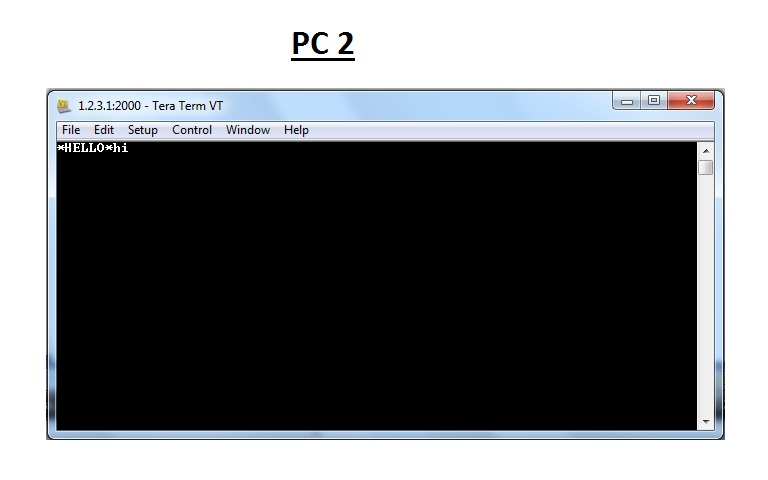 PC 2
1.2.3.1:2000 - Tera Term VT
File Edit Setup Control Window Help
*HELLO*hi